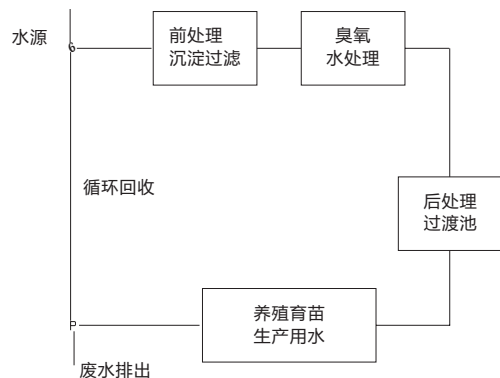 水源
前处理
沉淀过滤
臭氧
水处理
循环回收
后处理
过渡池
养殖育苗
生产用水
废水排出